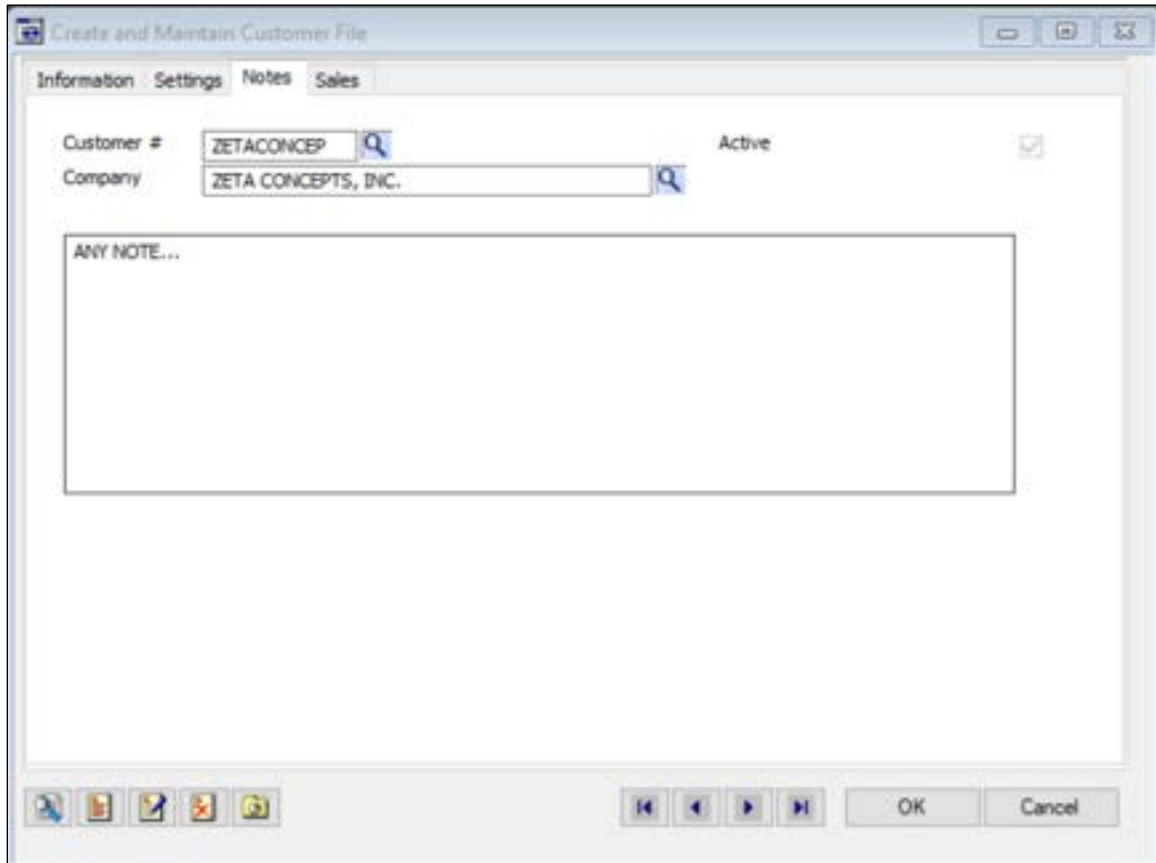 Create and Maintain Customer File
Information Settings Notes Sales
Customer # ZETACONCEP Active
Company ZETA CONCEPTS, INC.
ANY NOTE...
OK Cancel